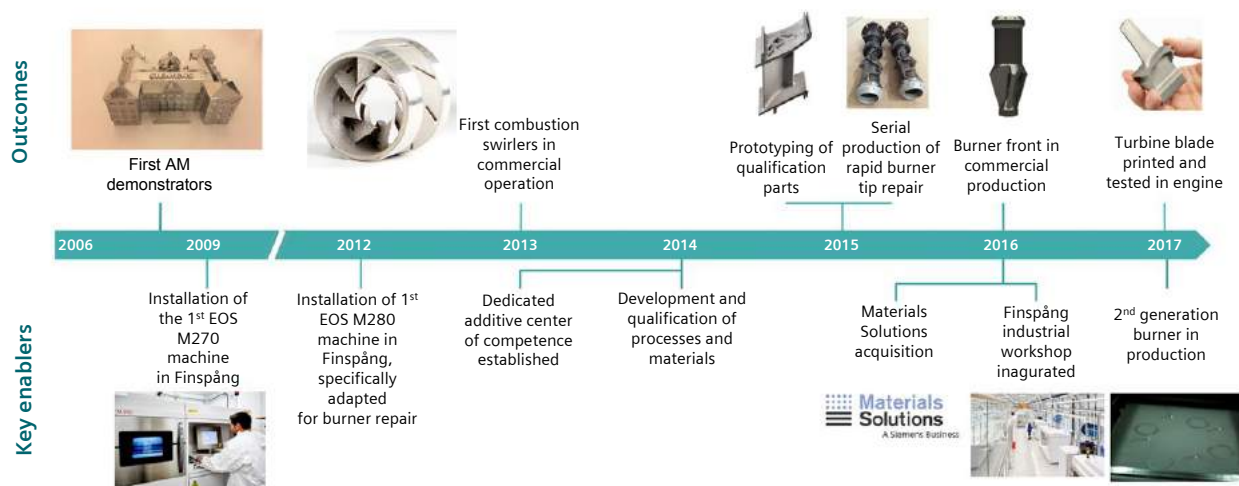 Outcomes
First AM
demonstrators
First combustion
swirlers in
commercial
operation
Prototyping of
qualification
parts
Serial
production of
rapid burner
tip repair
Burner front in
commercial
production
Turbine blade
printed and
tested in engine
2006
2009
2012
2013
2014
2015
2016
2017
Key enablers
Installation of
the 1st EOS
M270
machine
in Finspång
Installation of 1st
EOS M280
machine in
Finspång,
specifically
adapted
for burner repair
Dedicated
additive center
of competence
established
Development and
qualification of
processes and
materials
Materials
Solutions
acquisition
Finspång
industrial
workshop
inagurated
2nd generation
burner in
production
Materials
Solutions
A Siemens Business